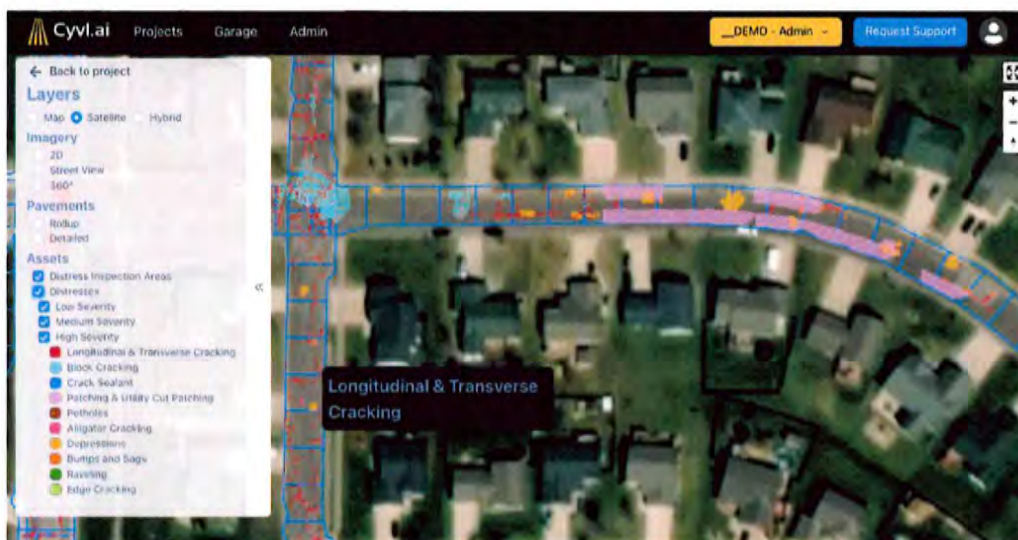 Cyvl.ai Projects Garage Admin __DEMO - Admin Request Support
← Back to project
Layers
Map Satellite Hybrid
Imagery
2D
Street View
360°
Pavements
Rollup
Detailed
Assets
Distress Inspection Areas
Distresses
Low Severity
Medium Severity
High Severity
Longitudinal & Transverse Cracking
Block Cracking
Crack Sealant
Patching & Utility Cut Patching
Potholes
Alligator Cracking
Depressions
Bumps and Sags
Raveling
Edge Cracking
Longitudinal & Transverse
Cracking